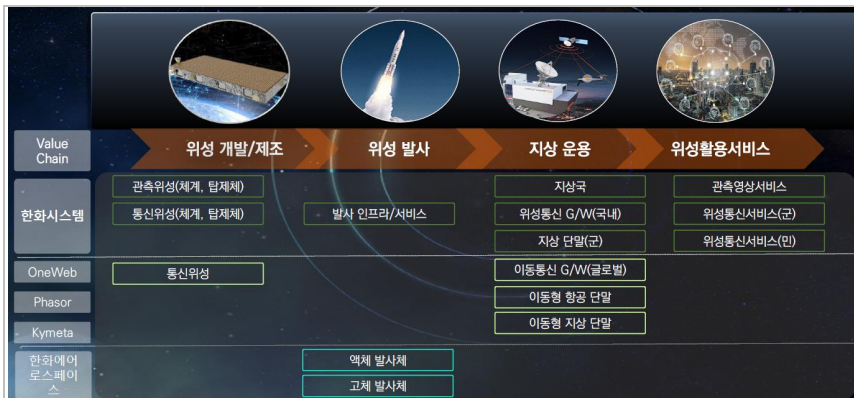 Value
Chain
위성 개발/제조
위성 발사
지상 운용
위성활용서비스
한화시스템
관측위성(체계, 탑제체)
지상국
관측영상서비스
통신위성(체계, 탑제체)
발사 인프라/서비스
위성통신 G/W(국내)
위성통신서비스(군)
지상 단말(군)
위성통신서비스(민)
OneWeb
통신위성
이동통신 G/W(글로벌)
Phasor
이동형 항공 단말
Kymeta
이동형 지상 단말
한화에어
로스페이
스
액체 발사체
고체 발사체